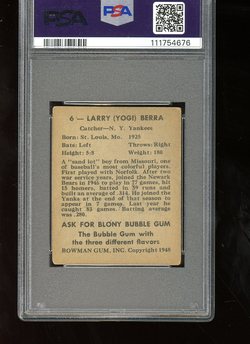 PSA
PSA
111754676
6 — LARRY (YOGI) BERRA
Catcher—N. Y. Yankees
Born: St. Louis, Mo. 1925
Bats: Left Throws: Right
Height: 5:8 Weight: 180
A "sand lot" boy from Missouri, one
of baseball's most colorful players.
First played with Norfolk. After
two war service years, joined the Newark
Bears in 1946 to play in 77 games, hit
15 homers, batted in 59 runs and
had an average of .314. He joined the
Yanks at the end of that season to
appear in 7 games. Last year he
caught 83 games. Batting average
was .280.
ASK FOR BLONY BUBBLE GUM
The Bubble Gum with
the three different flavors
BOWMAN GUM, INC. Copyright 1948